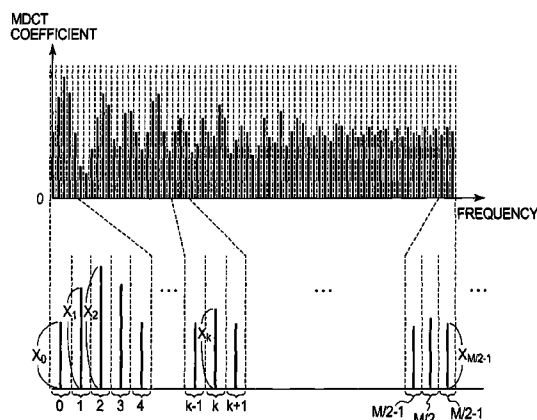 MDCT
COEFFICIENT
0
FREQUENCY
... ... ...
X0 X1 X2 Xk XM/2-1
0 1 2 3 4 k-1 k k+1 M/2-1 M/2 M/2-1